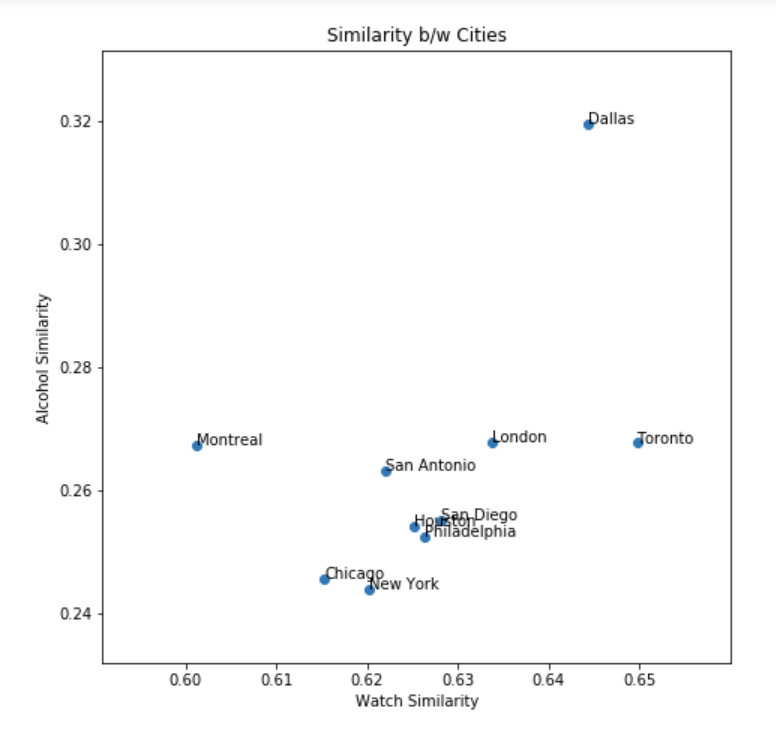 Similarity b/w Cities
0.32
Dallas
0.30
Alcohol Similarity
0.28
Montreal
London
Toronto
San Antonio
0.26
San Diego
Houston
Philadelphia
Chicago
New York
0.24
0.60 0.61 0.62 0.63 0.64 0.65
Watch Similarity